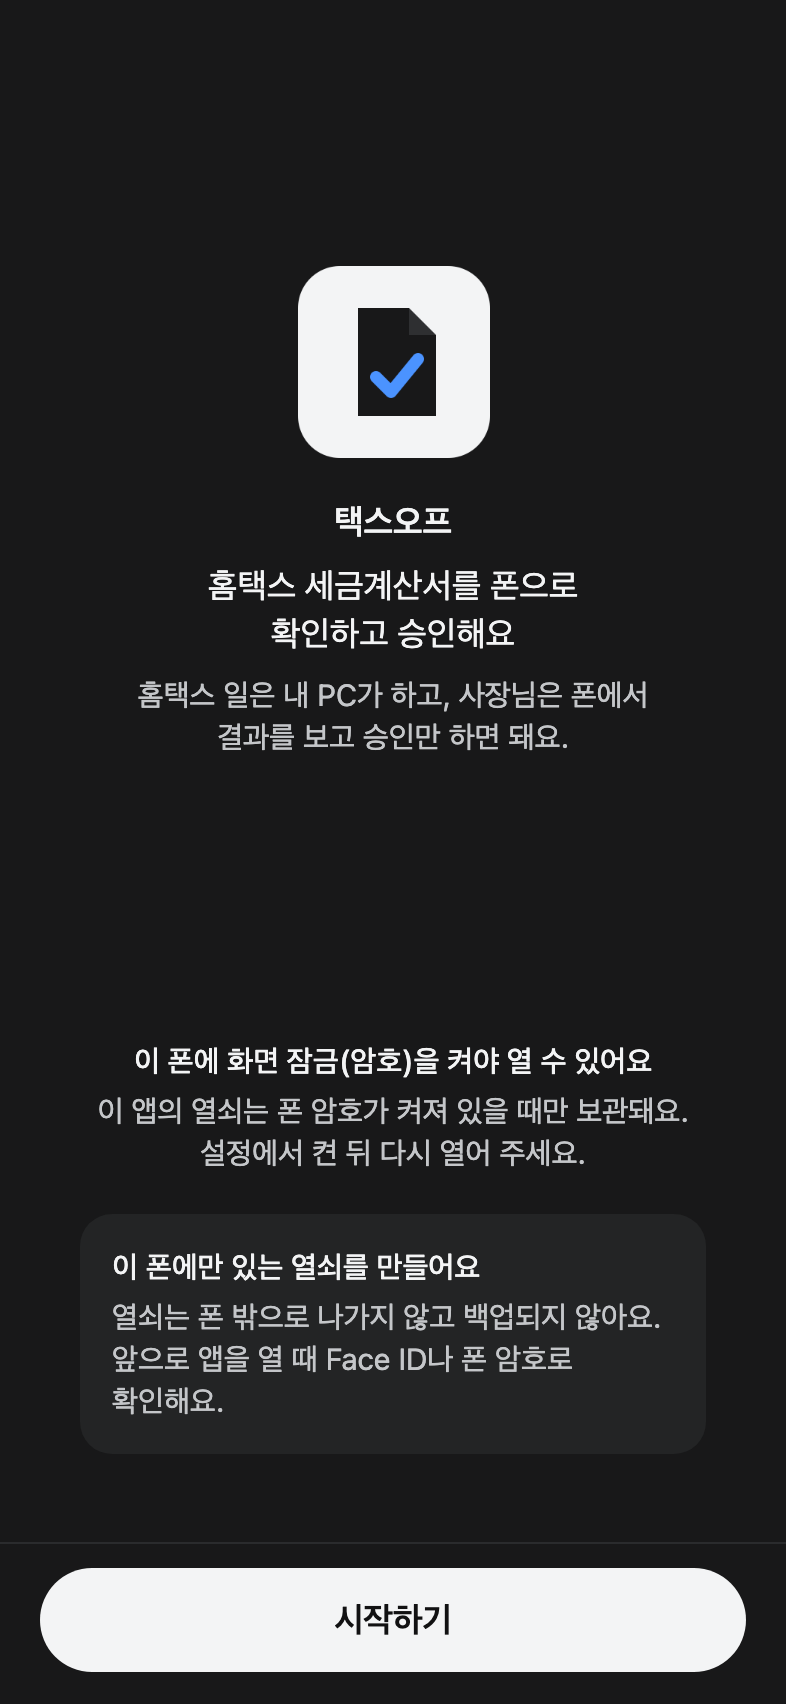 택스오프
홈택스 세금계산서를 폰으로
확인하고 승인해요
홈택스 일은 내 PC가 하고, 사장님은 폰에서
결과를 보고 승인만 하면 돼요.
이 폰에 화면 잠금(암호)을 켜야 열 수 있어요
이 앱의 열쇠는 폰 암호가 켜져 있을 때만 보관돼요.
설정에서 켠 뒤 다시 열어 주세요.
이 폰에만 있는 열쇠를 만들어요
열쇠는 폰 밖으로 나가지 않고 백업되지 않아요.
앞으로 앱을 열 때 Face ID나 폰 암호로
확인해요.
시작하기